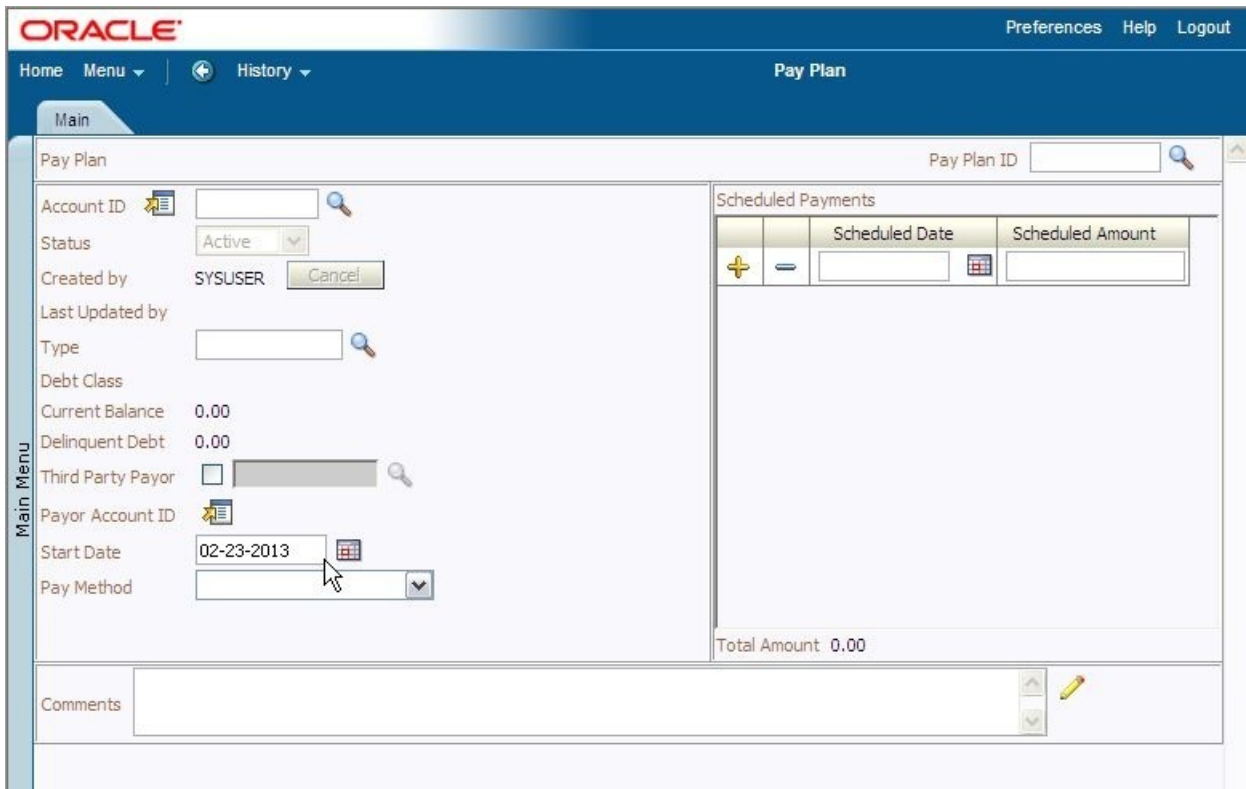 ORACLE
Preferences Help Logout
Home Menu History Pay Plan
Main
Pay Plan Pay Plan ID
Account ID
Status Active
Created by SYSUSER Cancel
Last Updated by
Type
Debt Class
Current Balance 0.00
Delinquent Debt 0.00
Third Party Payor
Payor Account ID
Start Date 02-23-2013
Pay Method
Scheduled Payments
Scheduled Date Scheduled Amount
Total Amount 0.00
Comments
Main Menu